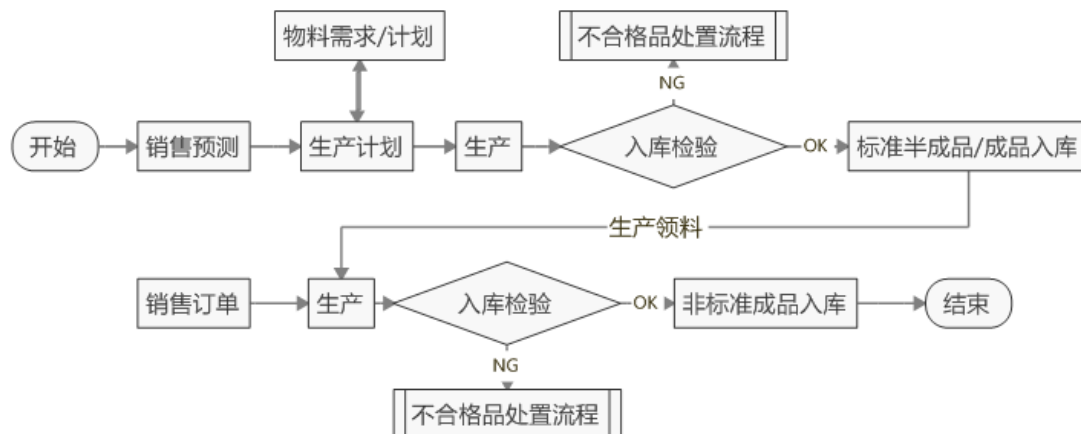 物料需求/计划
不合格品处置流程
NG
开始
销售预测
生产计划
生产
入库检验
OK
标准半成品/成品入库
生产领料
销售订单
生产
入库检验
OK
非标准成品入库
结束
NG
不合格品处置流程